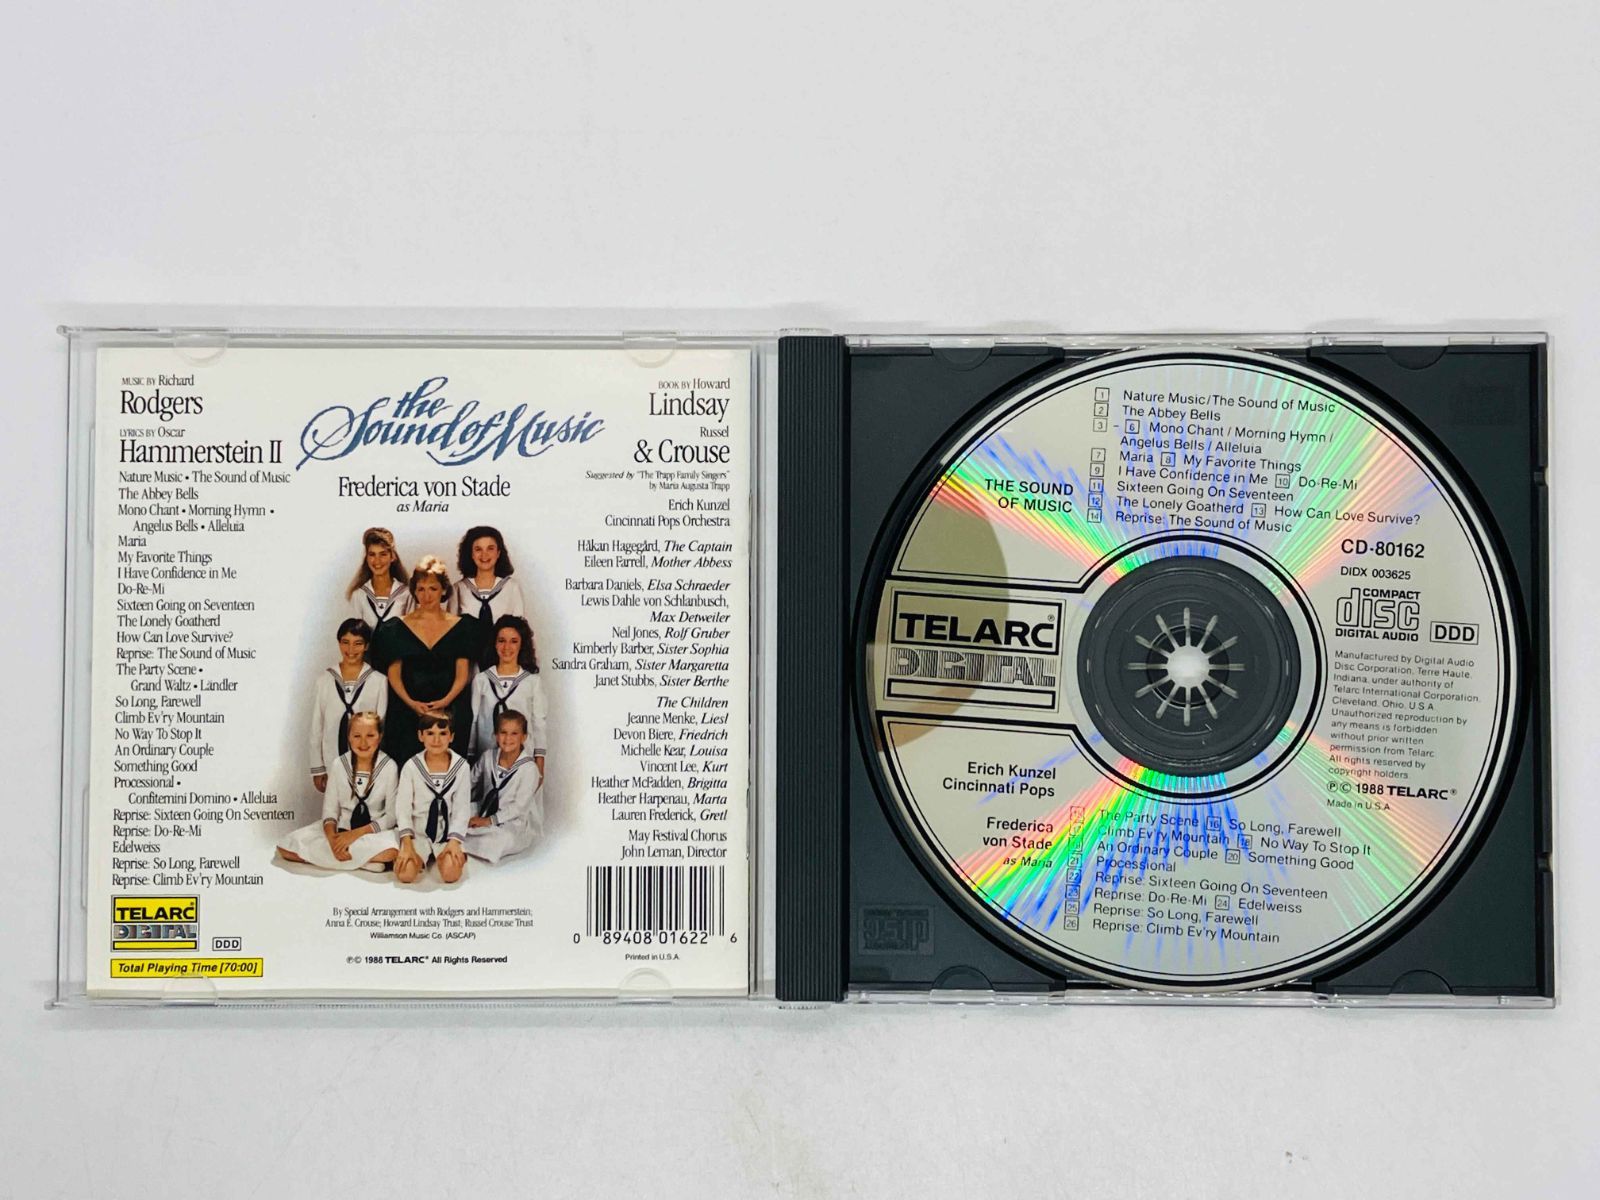 MUSIC BY Richard
Rodgers
LYRICS BY Oscar
Hammerstein II
Nature Music • The Sound of Music
The Abbey Bells
Mono Chant • Morning Hymn •
Angelus Bells • Alleluia
Maria
My Favorite Things
I Have Confidence in Me
Do-Re-Mi
Sixteen Going on Seventeen
The Lonely Goatherd
How Can Love Survive?
Reprise: The Sound of Music
The Party Scene •
Grand Waltz • Ländler
So Long, Farewell
Climb Ev'ry Mountain
No Way To Stop It
An Ordinary Couple
Something Good
Processional •
Confitemini Domino • Alleluia
Reprise: Sixteen Going On Seventeen
Reprise: Do-Re-Mi
Edelweiss
Reprise: So Long, Farewell
Reprise: Climb Ev'ry Mountain
TELARC®
DIGITAL
DDD
Total Playing Time [70:00]
the
Sound of Music
Frederica von Stade
as Maria
By Special Arrangement with Rodgers and Hammerstein;
Anna E. Crouse; Howard Lindsay Trust; Russel Crouse Trust
Williamson Music Co. (ASCAP)
℗© 1988 TELARC® All Rights Reserved
BOOK BY Howard
Lindsay
Russel
& Crouse
Suggested by "The Trapp Family Singers"
by Maria Augusta Trapp
Erich Kunzel
Cincinnati Pops Orchestra
Håkan Hagegård, The Captain
Eileen Farrell, Mother Abbess
Barbara Daniels, Elsa Schraeder
Lewis Dahle von Schlanbusch,
Max Detweiler
Neil Jones, Rolf Gruber
Kimberly Barber, Sister Sophia
Sandra Graham, Sister Margaretta
Janet Stubbs, Sister Berthe
The Children
Jeanne Menke, Liesl
Devon Biere, Friedrich
Michelle Kear, Louisa
Vincent Lee, Kurt
Heather McFadden, Brigitta
Heather Harpenau, Marta
Lauren Frederick, Gretl
May Festival Chorus
John Leman, Director
0 89408 01622 6
Printed in U.S.A.
1 Nature Music/The Sound of Music
2 The Abbey Bells
3 - 6 Mono Chant / Morning Hymn /
Angelus Bells / Alleluia
7 Maria 8 My Favorite Things
9 I Have Confidence in Me 10 Do-Re-Mi
11 Sixteen Going On Seventeen
12 The Lonely Goatherd 13 How Can Love Survive?
14 Reprise: The Sound of Music
THE SOUND
OF MUSIC
CD-80162
DIDX 003625
COMPACT
disc
DIGITAL AUDIO
DDD
TELARC®
DIGITAL
Manufactured by Digital Audio
Disc Corporation, Terre Haute,
Indiana, under authority of
Telarc International Corporation,
Cleveland, Ohio, U.S.A.
Unauthorized reproduction by
any means is forbidden
without prior written
permission from Telarc.
All rights reserved by
copyright holders.
℗© 1988 TELARC®
Made in U.S.A.
Erich Kunzel
Cincinnati Pops
Frederica
von Stade
as Maria
15 The Party Scene 16 So Long, Farewell
17 Climb Ev'ry Mountain 18 No Way To Stop It
19 An Ordinary Couple 20 Something Good
21 Processional
22 Reprise: Sixteen Going On Seventeen
23 Reprise: Do-Re-Mi 24 Edelweiss
25 Reprise: So Long, Farewell
26 Reprise: Climb Ev'ry Mountain